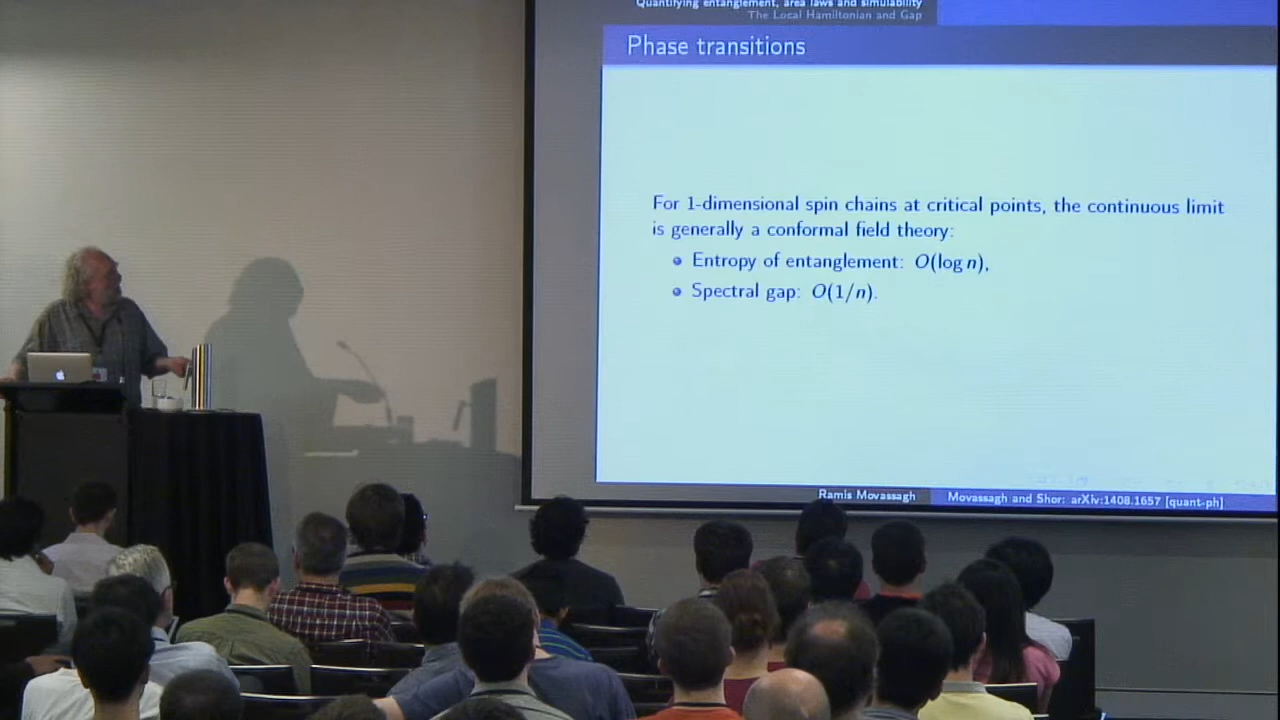 Quantifying entanglement, area laws and simulability
The Local Hamiltonian and Gap
Phase transitions
For 1-dimensional spin chains at critical points, the continuous limit
is generally a conformal field theory:
• Entropy of entanglement: O(log n),
• Spectral gap: O(1/n).
Ramis Movassagh
Movassagh and Shor: arXiv:1408.1657 [quant-ph]